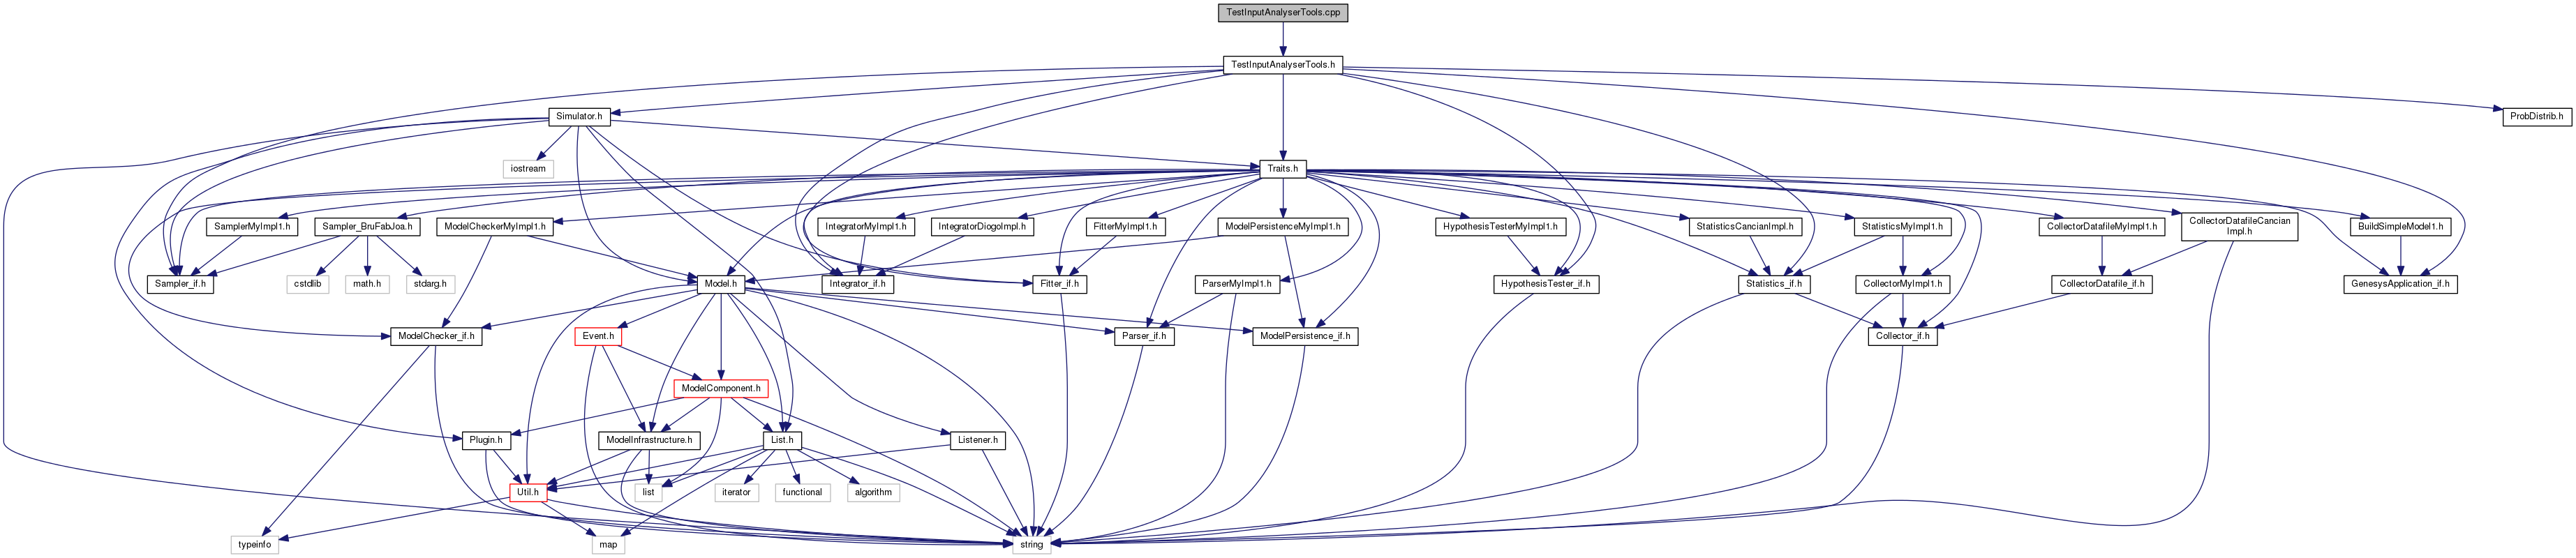 TestInputAnalyserTools.cpp
TestInputAnalyserTools.h
Simulator.h
ProbDistrib.h
iostream
Traits.h
SamplerMyImpl1.h
Sampler_BruFabJoa.h
ModelCheckerMyImpl1.h
IntegratorMyImpl1.h
IntegratorDiogoImpl.h
FitterMyImpl1.h
ModelPersistenceMyImpl1.h
HypothesisTesterMyImpl1.h
StatisticsCancianImpl.h
StatisticsMyImpl1.h
CollectorDatafileMyImpl1.h
CollectorDatafileCancian
Impl.h
BuildSimpleModel1.h
Sampler_if.h
cstdlib
math.h
stdarg.h
Model.h
Integrator_if.h
Fitter_if.h
ParserMyImpl1.h
HypothesisTester_if.h
Statistics_if.h
CollectorMyImpl1.h
CollectorDatafile_if.h
GenesysApplication_if.h
ModelChecker_if.h
Event.h
Parser_if.h
ModelPersistence_if.h
Collector_if.h
ModelComponent.h
Plugin.h
ModelInfrastructure.h
List.h
Listener.h
Util.h
list
iterator
functional
algorithm
typeinfo
map
string